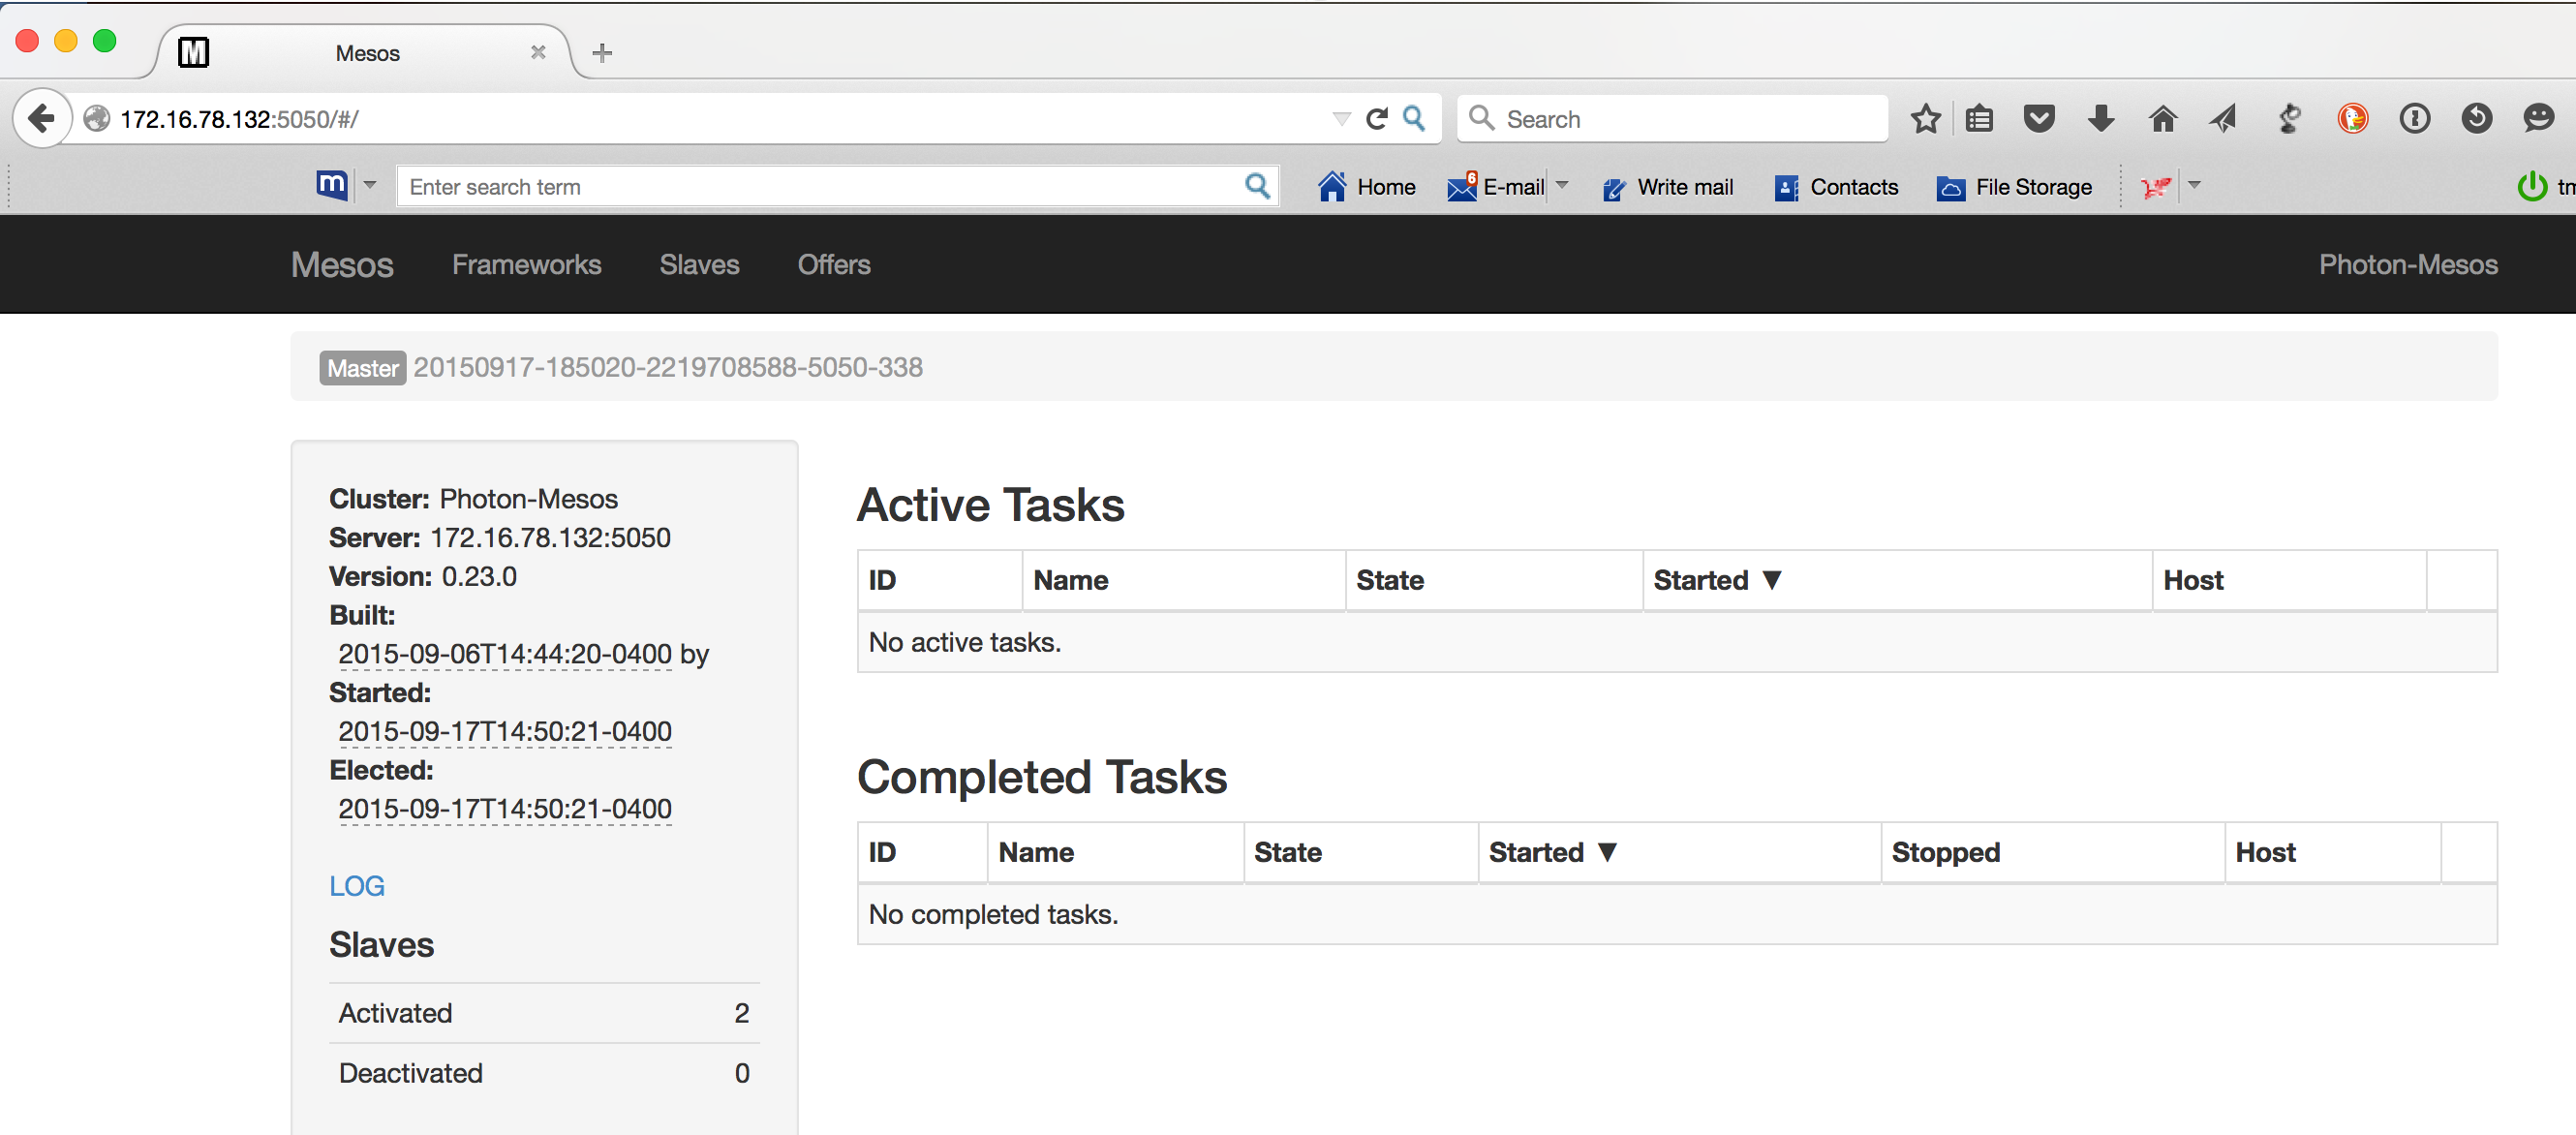 Mesos
172.16.78.132:5050/#/
Search
m
Enter search term
6
Home
E-mail
Write mail
Contacts
File Storage
Mesos
Frameworks
Slaves
Offers
Photon-Mesos
Master 20150917-185020-2219708588-5050-338
Cluster: Photon-Mesos
Server: 172.16.78.132:5050
Version: 0.23.0
Built:
2015-09-06T14:44:20-0400 by
Started:
2015-09-17T14:50:21-0400
Elected:
2015-09-17T14:50:21-0400
LOG
Slaves
Activated 2
Deactivated 0
Active Tasks
ID Name State Started ▼ Host
No active tasks.
Completed Tasks
ID Name State Started ▼ Stopped Host
No completed tasks.